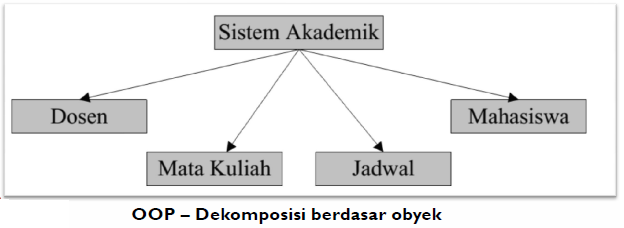 Sistem Akademik
Dosen
Mahasiswa
Mata Kuliah
Jadwal
OOP – Dekomposisi berdasar obyek